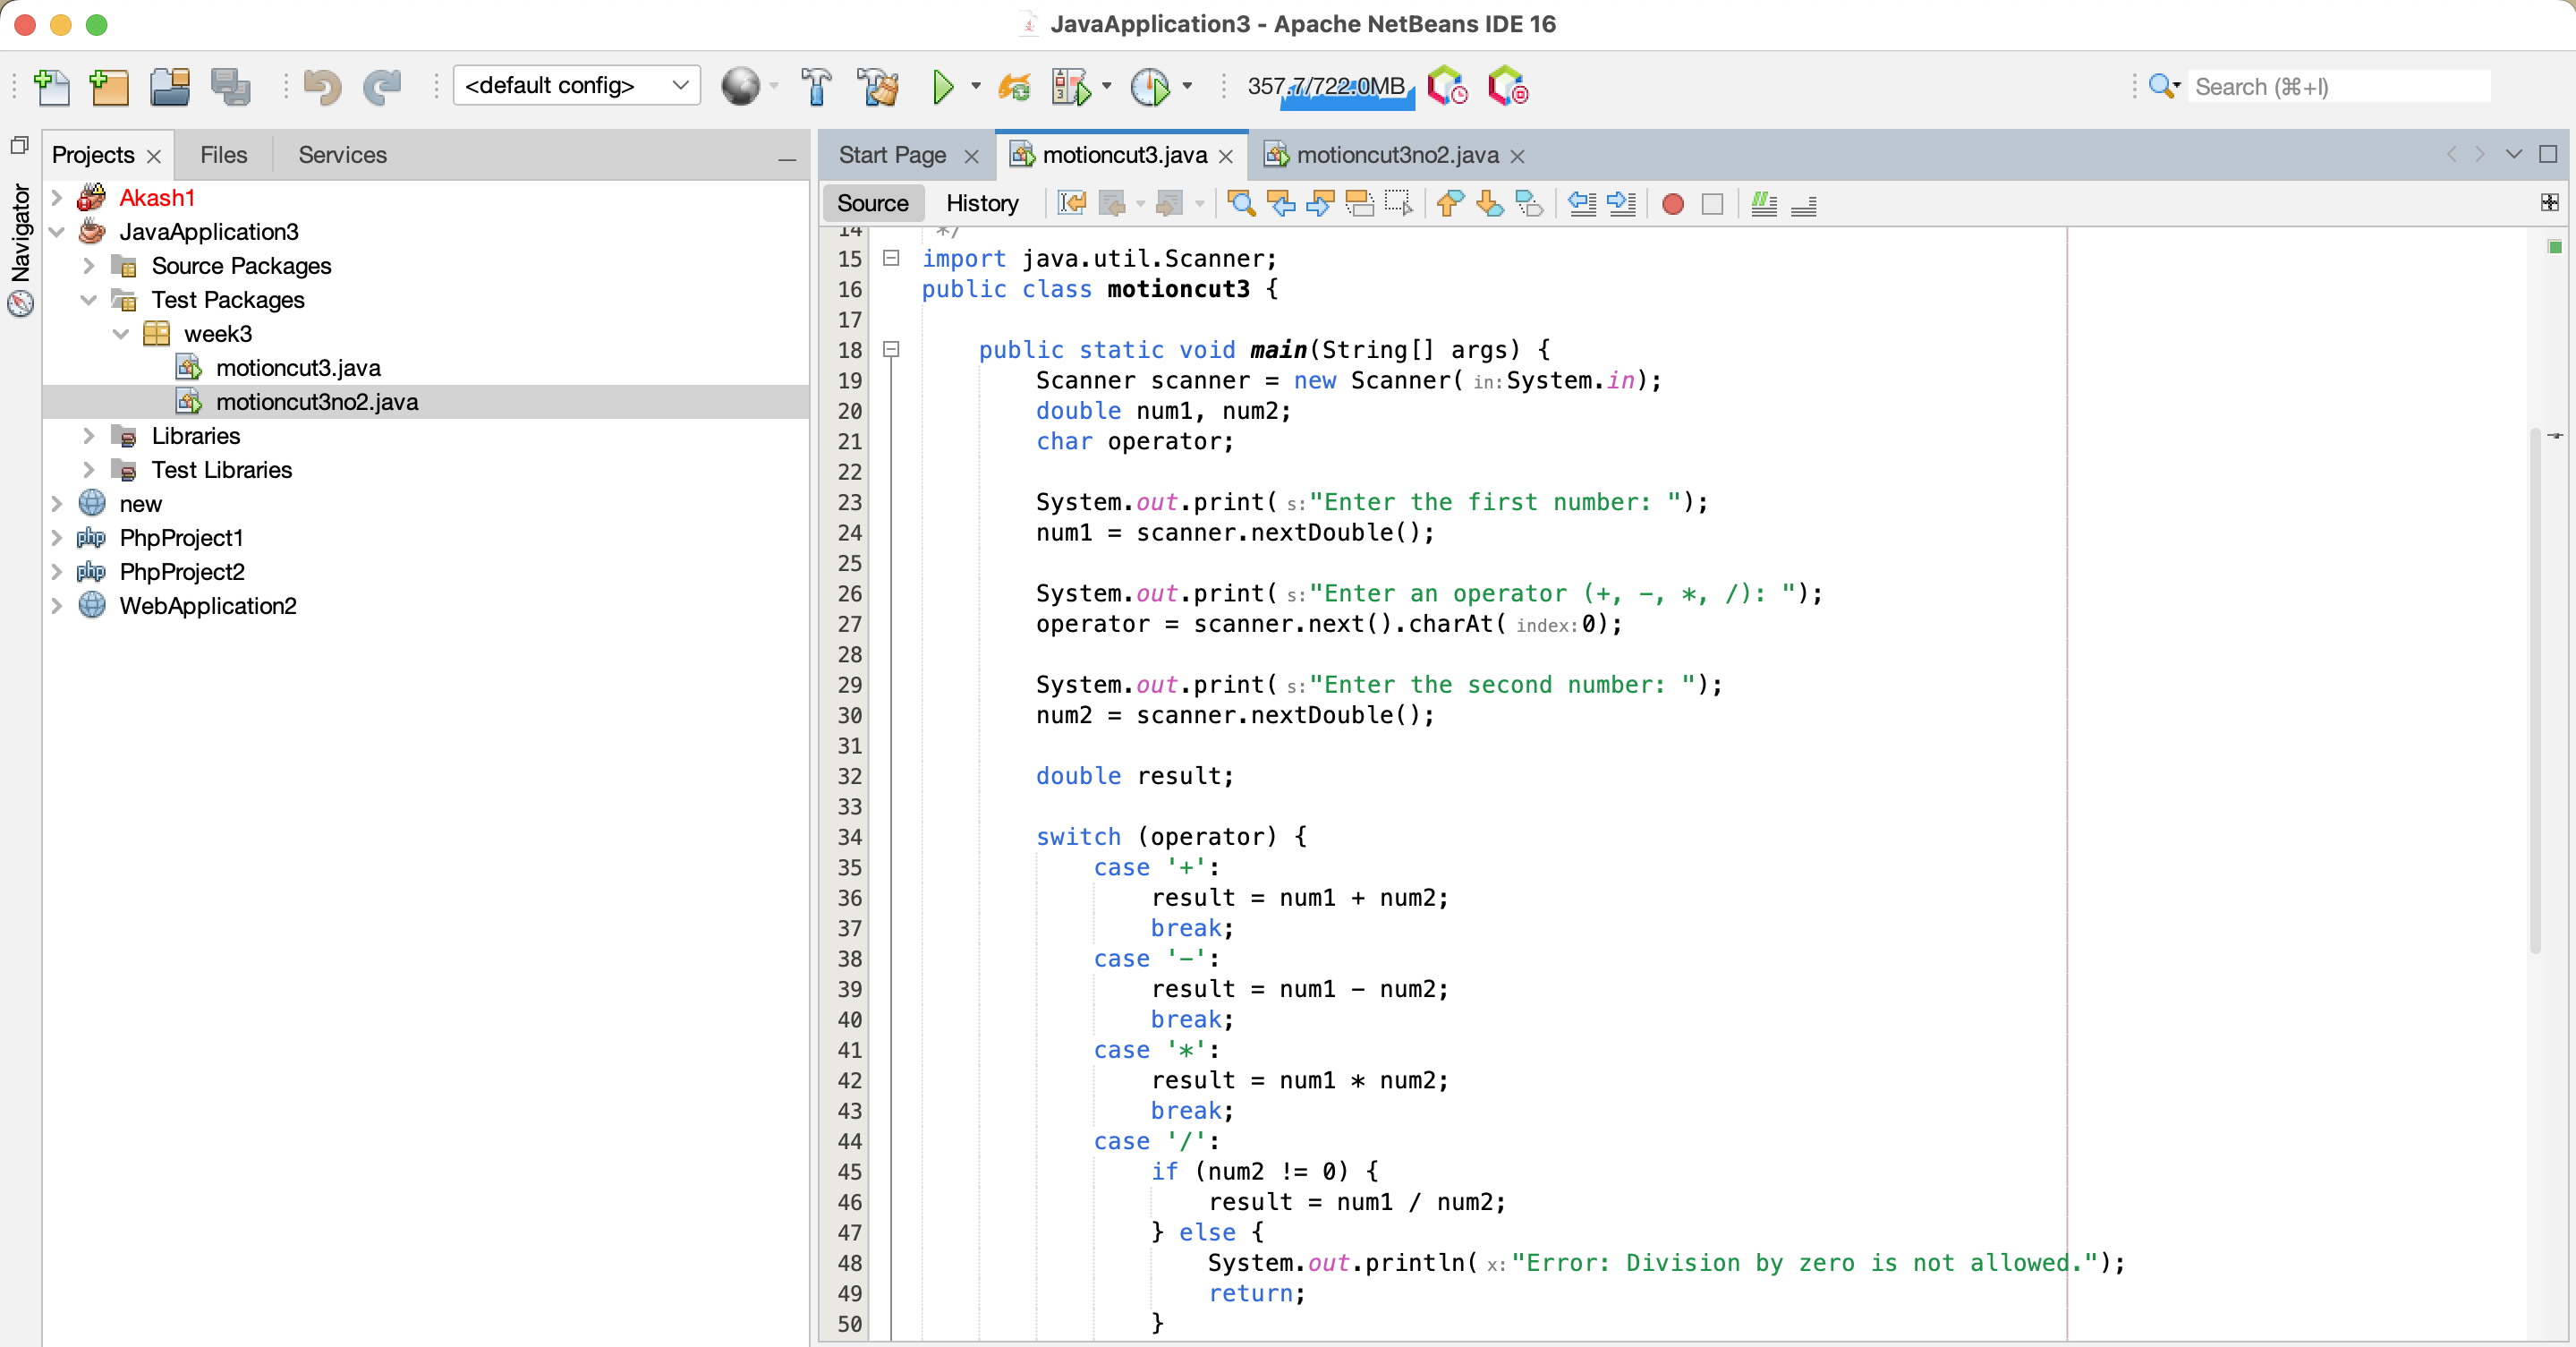 JavaApplication3 - Apache NetBeans IDE 16
<default config>
357.7/722.0MB
Search (⌘+I)
Projects
Files
Services
Start Page
motioncut3.java
motioncut3no2.java
Navigator
Source
History
Akash1
JavaApplication3
Source Packages
Test Packages
week3
motioncut3.java
motioncut3no2.java
Libraries
Test Libraries
new
php PhpProject1
php PhpProject2
WebApplication2
14 */
15 import java.util.Scanner;
16 public class motioncut3 {
17
18 public static void main(String[] args) {
19 Scanner scanner = new Scanner( in: System.in);
20 double num1, num2;
21 char operator;
22
23 System.out.print( s: "Enter the first number: ");
24 num1 = scanner.nextDouble();
25
26 System.out.print( s: "Enter an operator (+, -, *, /): ");
27 operator = scanner.next().charAt( index: 0);
28
29 System.out.print( s: "Enter the second number: ");
30 num2 = scanner.nextDouble();
31
32 double result;
33
34 switch (operator) {
35 case '+':
36 result = num1 + num2;
37 break;
38 case '-':
39 result = num1 - num2;
40 break;
41 case '*':
42 result = num1 * num2;
43 break;
44 case '/':
45 if (num2 != 0) {
46 result = num1 / num2;
47 } else {
48 System.out.println( x: "Error: Division by zero is not allowed.");
49 return;
50 }